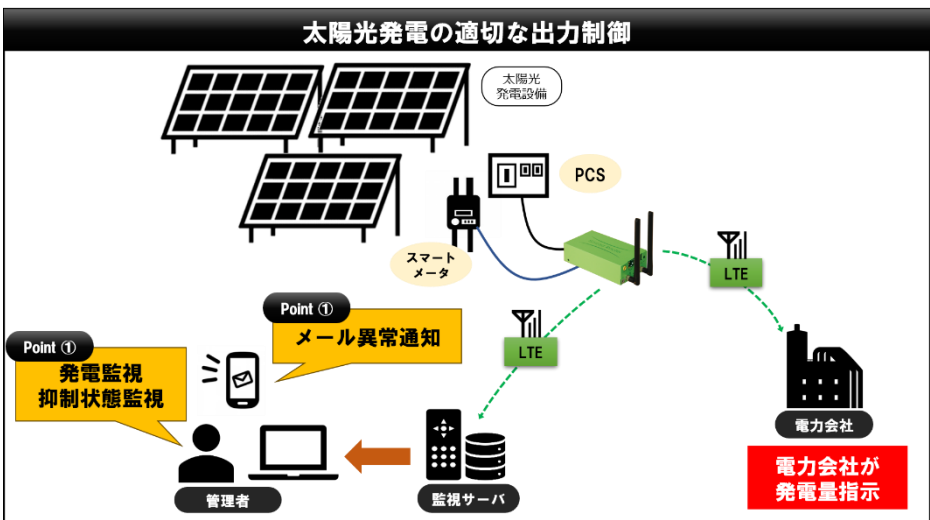 太陽光発電の適切な出力制御
太陽光
発電設備
PCS
スマート
メータ
LTE
Point ①
メール異常通知
Point ①
発電監視
抑制状態監視
LTE
電力会社
電力会社が
発電量指示
管理者
監視サーバ